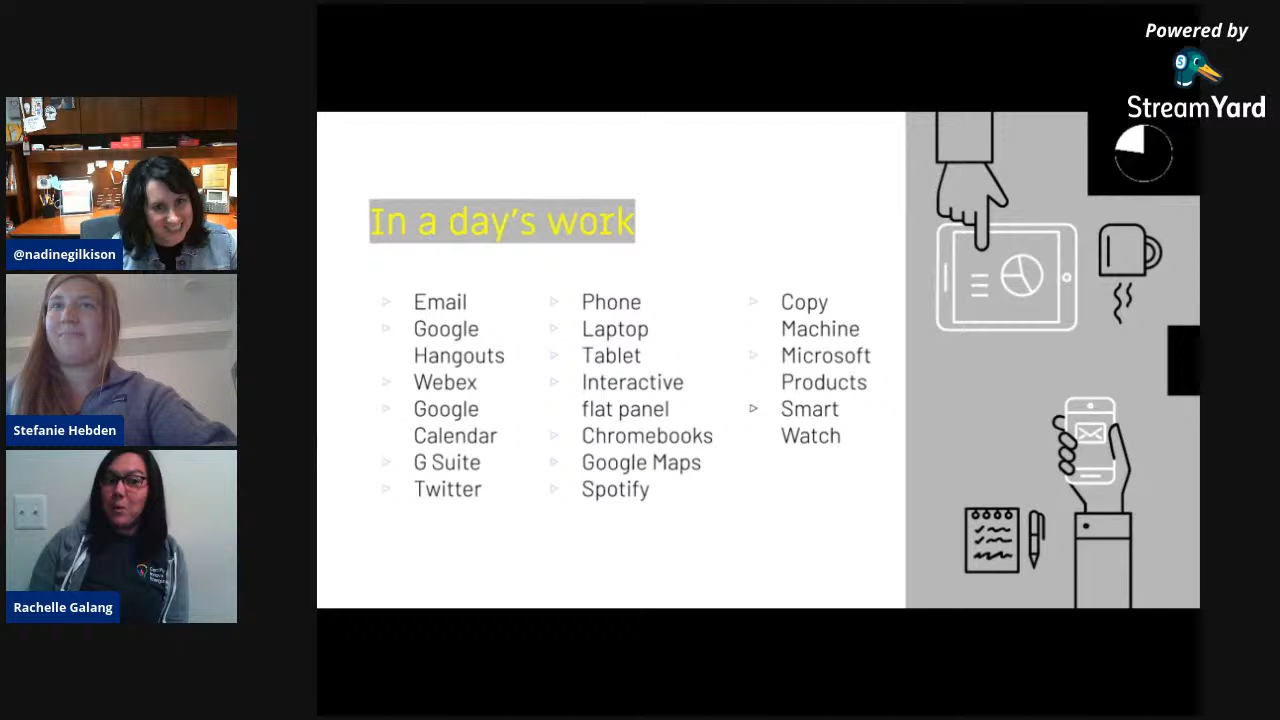 Powered by
StreamYard
@nadinegilkison
Stefanie Hebden
Rachelle Galang
In a day's work
Email
Google
Hangouts
Webex
Google
Calendar
G Suite
Twitter
Phone
Laptop
Tablet
Interactive
flat panel
Chromebooks
Google Maps
Spotify
Copy
Machine
Microsoft
Products
Smart
Watch